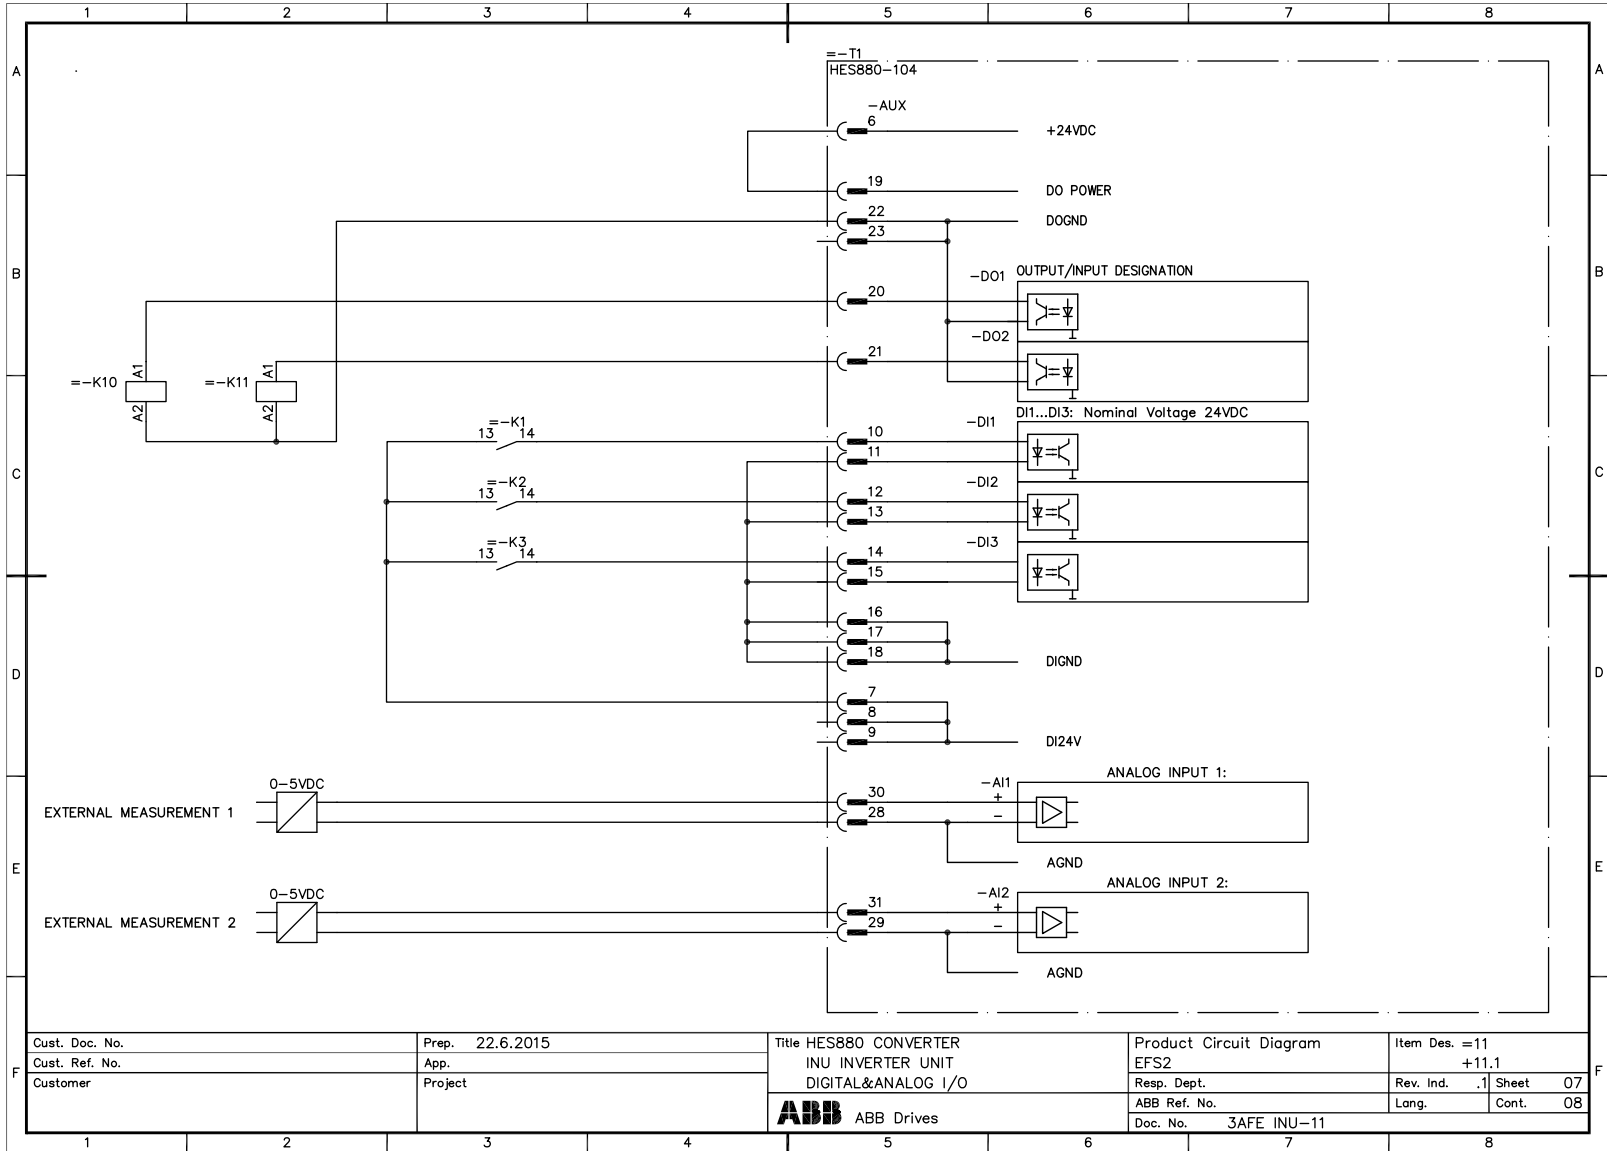 1 2 3 4 5 6 7 8
=-T1
A HES880-104 A
-AUX
6 +24VDC
19 DO POWER
22 DOGND
23
B -DO1 OUTPUT/INPUT DESIGNATION B
20
-DO2
21
=-K10 A1 A2 =-K11 A1 A2
DI1...DI3: Nominal Voltage 24VDC
=-K1
13 14 10 -DI1
11
C C
=-K2
13 14 12 -DI2
13
=-K3
13 14 14 -DI3
15
16
17
18 DIGND
D D
7
8
9 DI24V
ANALOG INPUT 1:
0-5VDC 30 -AI1
+
EXTERNAL MEASUREMENT 1 28 -
E AGND E
ANALOG INPUT 2:
0-5VDC 31 -AI2
+
EXTERNAL MEASUREMENT 2 29 -
AGND
Cust. Doc. No. Prep. 22.6.2015 Title HES880 CONVERTER Product Circuit Diagram Item Des. =11
Cust. Ref. No. App. INU INVERTER UNIT EFS2 +11.1
F F
Customer Project DIGITAL&ANALOG I/O Resp. Dept. Rev. Ind. .1 Sheet 07
ABB Ref. No. Lang. Cont. 08
ABB ABB Drives Doc. No. 3AFE INU-11
1 2 3 4 5 6 7 8